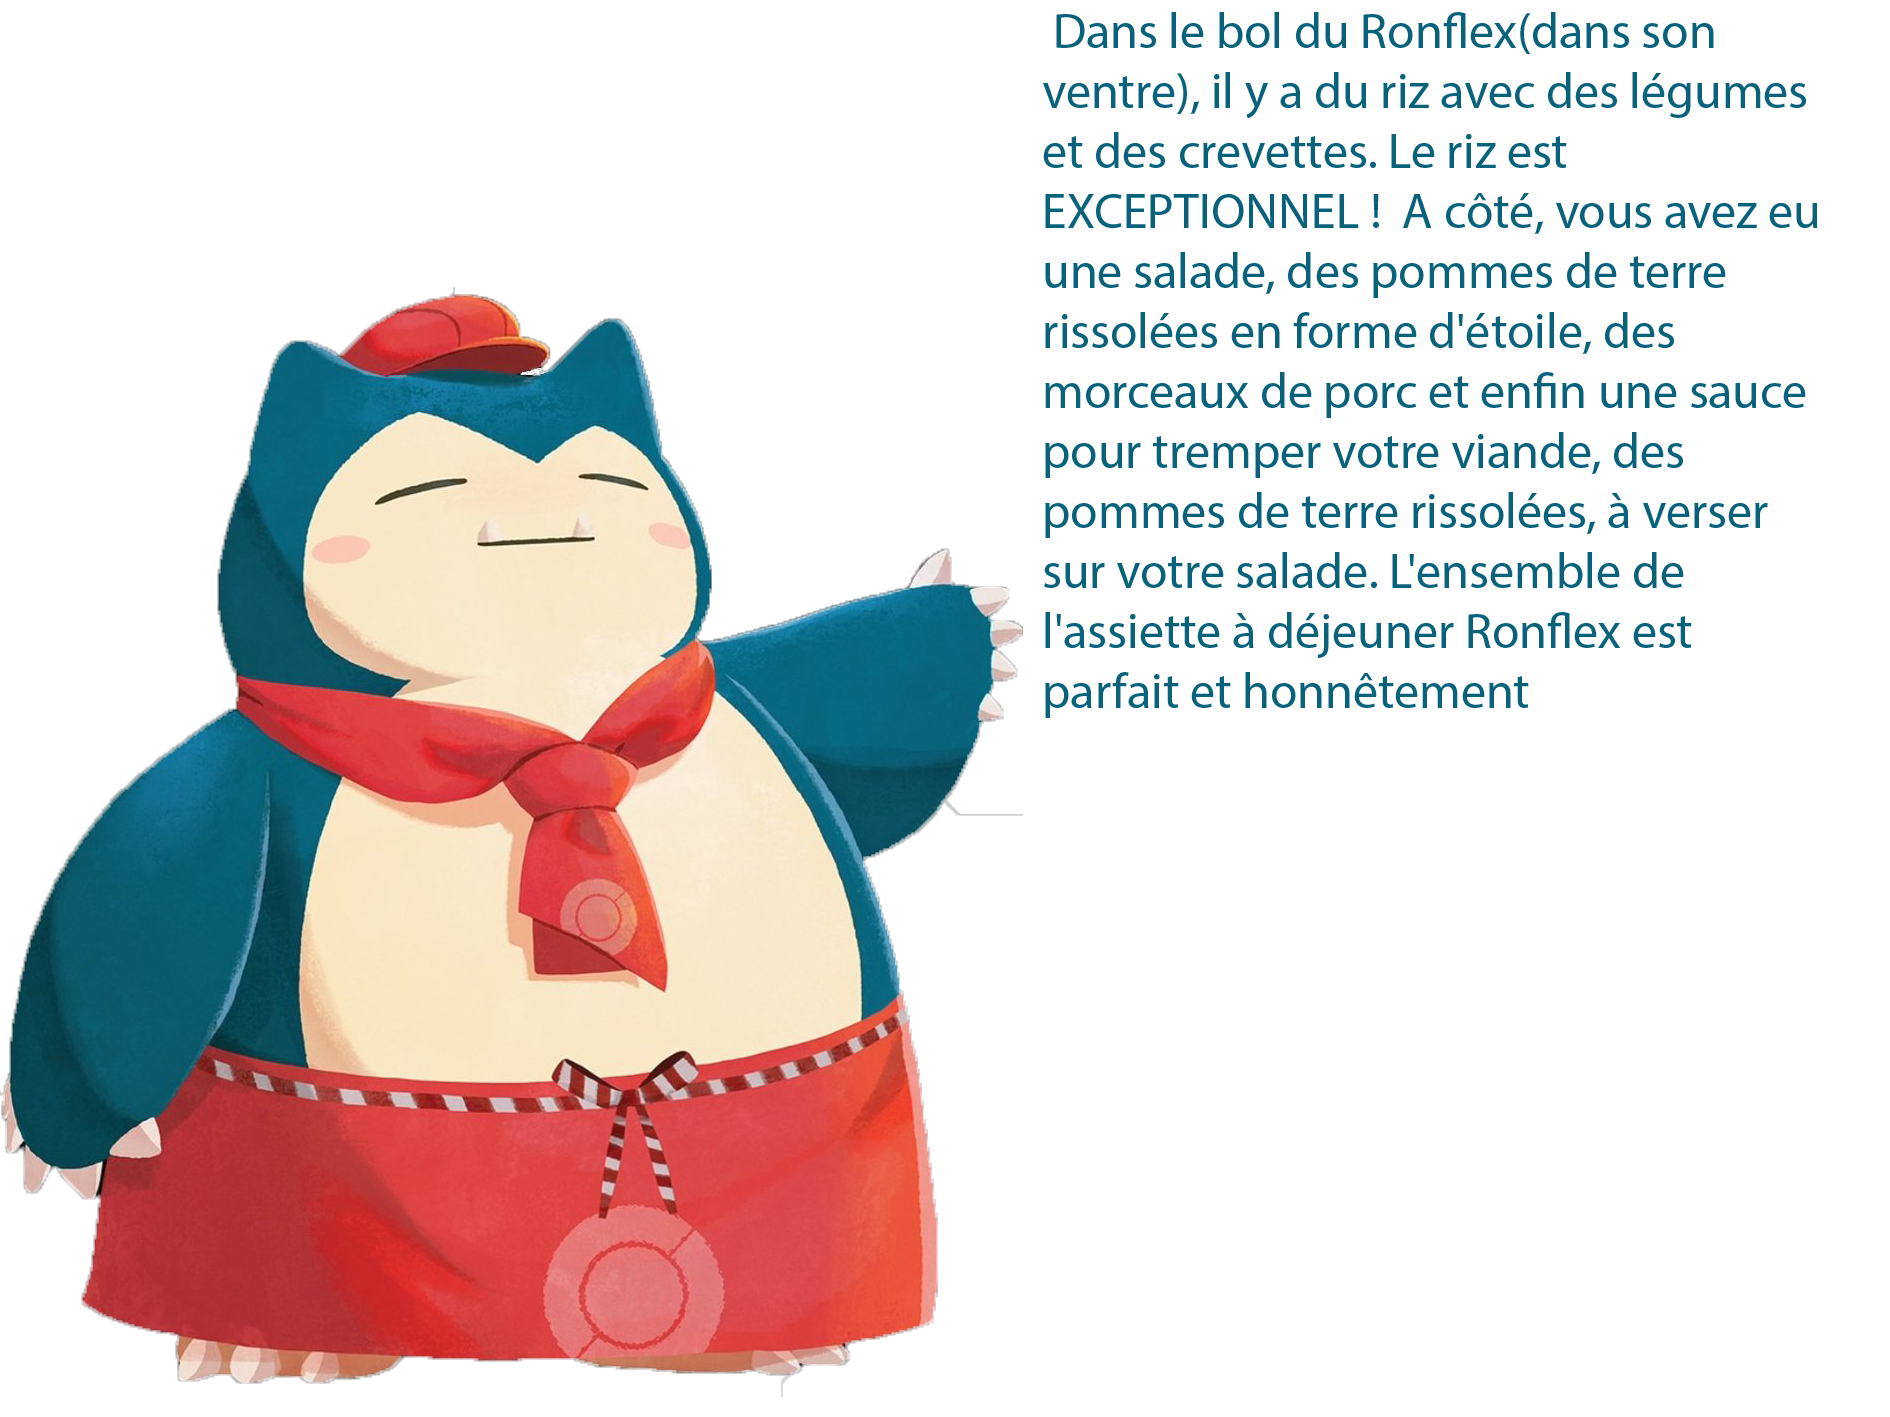 Dans le bol du Ronflex(dans son
ventre), il y a du riz avec des légumes
et des crevettes. Le riz est
EXCEPTIONNEL !  A côté, vous avez eu
une salade, des pommes de terre
rissolées en forme d'étoile, des
morceaux de porc et enfin une sauce
pour tremper votre viande, des
pommes de terre rissolées, à verser
sur votre salade. L'ensemble de
l'assiette à déjeuner Ronflex est
parfait et honnêtement